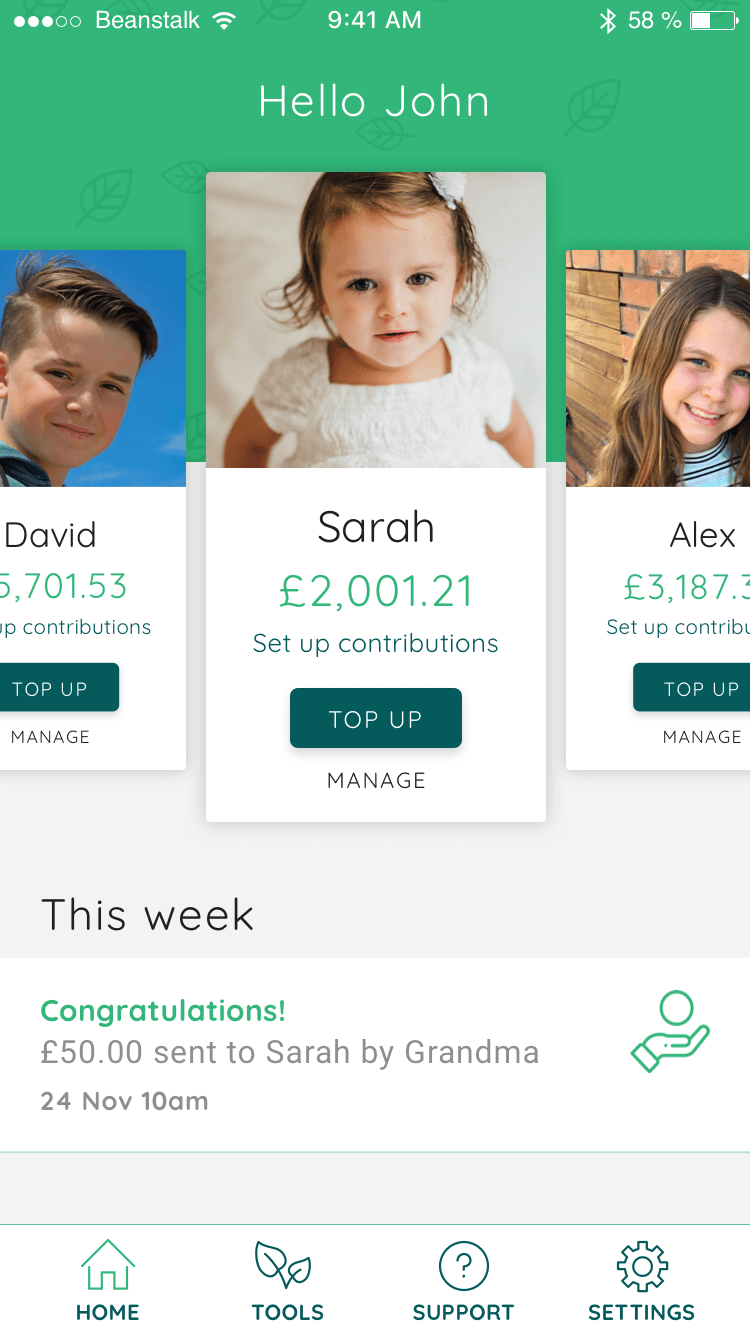 Beanstalk 9:41 AM 58 %
Hello John
David
5,701.53
up contributions
TOP UP
MANAGE
Sarah
£2,001.21
Set up contributions
TOP UP
MANAGE
Alex
£3,187.3
Set up contribu
TOP UP
MANAGE
This week
Congratulations!
£50.00 sent to Sarah by Grandma
24 Nov 10am
?
HOME TOOLS SUPPORT SETTINGS